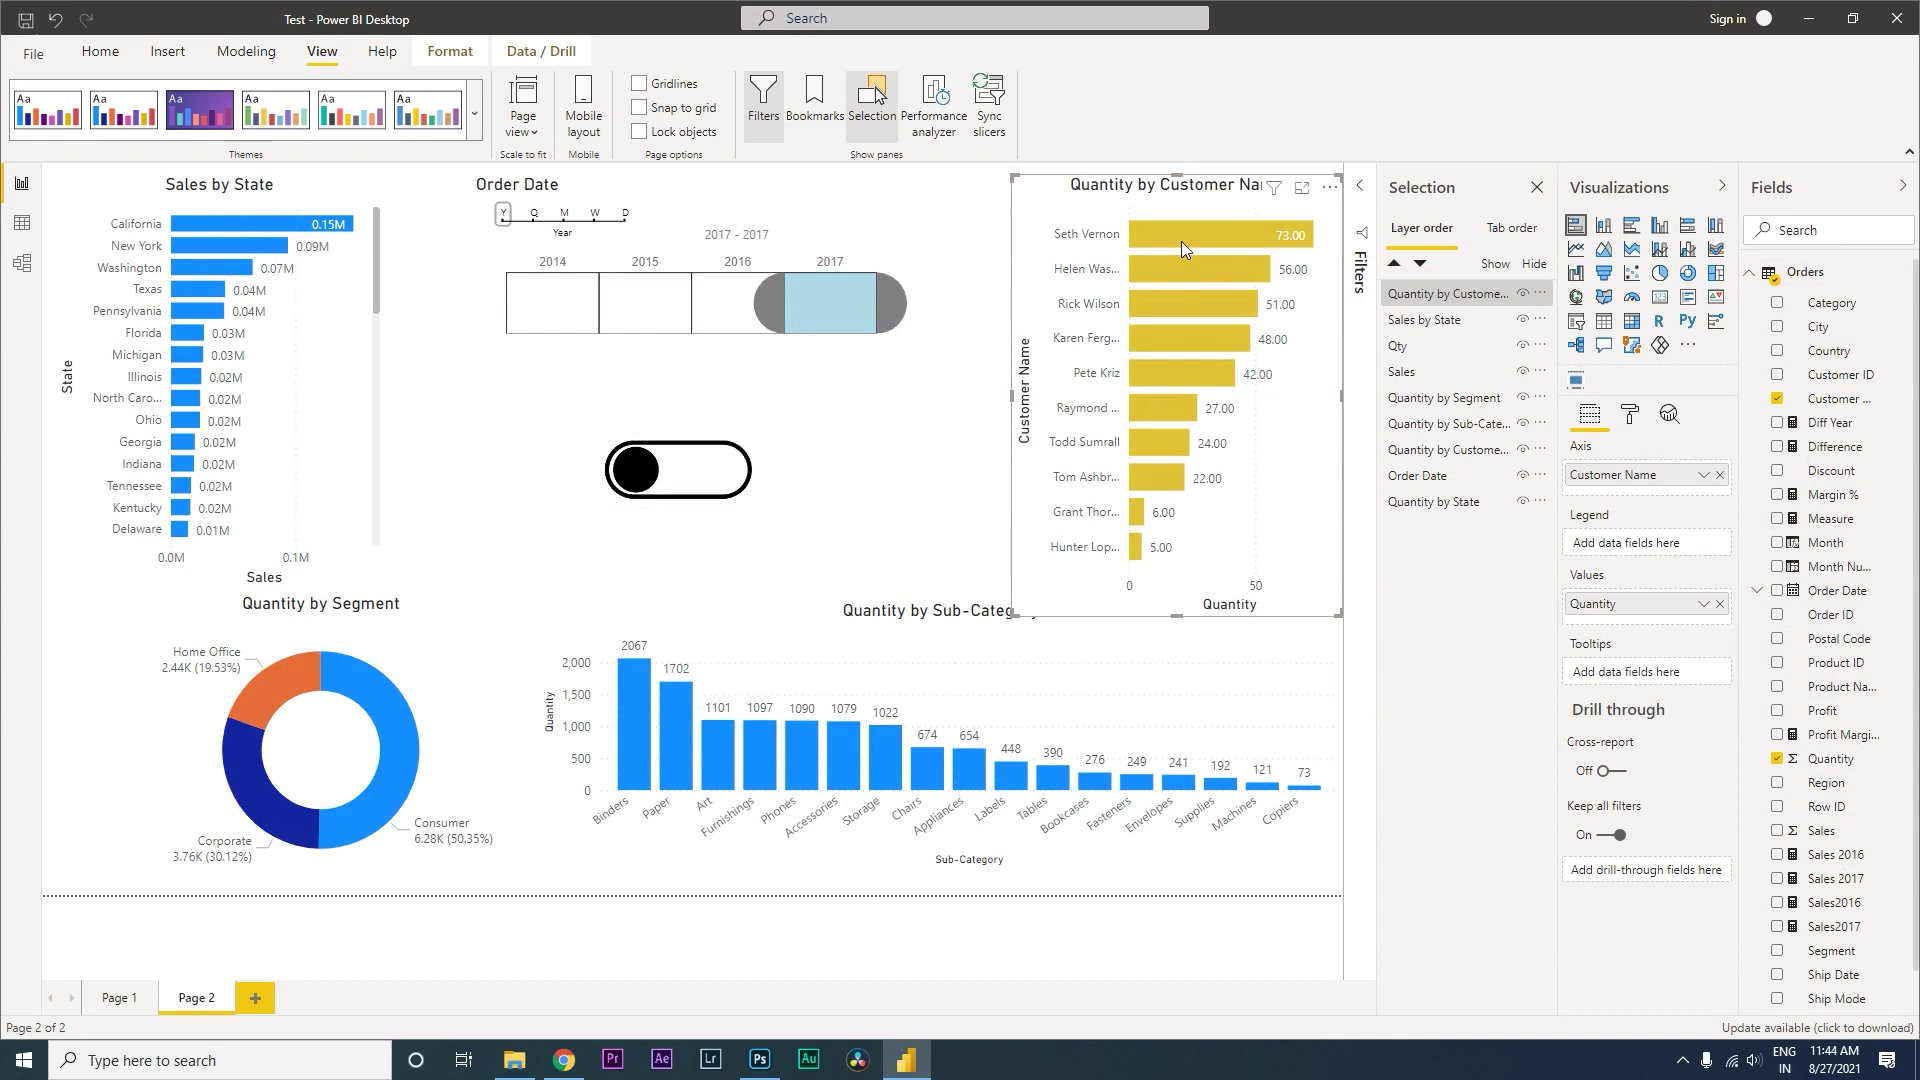 Test - Power BI Desktop
Search
Sign in
File
Home
Insert
Modeling
View
Help
Format
Data / Drill
Aa
Aa
Aa
Aa
Aa
Aa
Themes
Page view
Scale to fit
Mobile layout
Mobile
Gridlines
Snap to grid
Lock objects
Page options
Filters
Bookmarks
Selection
Performance analyzer
Sync slicers
Show panes
Sales by State
State
California 0.15M
New York 0.09M
Washington 0.07M
Texas 0.04M
Pennsylvania 0.04M
Florida 0.03M
Michigan 0.03M
Illinois 0.02M
North Caro... 0.02M
Ohio 0.02M
Georgia 0.02M
Indiana 0.02M
Tennessee 0.02M
Kentucky 0.02M
Delaware 0.01M
0.0M 0.1M
Sales
Order Date
Y Q M W D
Year
2017 - 2017
2014 2015 2016 2017
Quantity by Customer Na
Customer Name
Seth Vernon 73.00
Helen Was... 56.00
Rick Wilson 51.00
Karen Ferg... 48.00
Pete Kriz 42.00
Raymond ... 27.00
Todd Sumrall 24.00
Tom Ashbr... 22.00
Grant Thor... 6.00
Hunter Lop... 5.00
0 50
Quantity
Quantity by Segment
Home Office
2.44K (19.53%)
Corporate
3.76K (30.12%)
Consumer
6.28K (50.35%)
Quantity by Sub-Categ
Quantity
2,000
1,500
1,000
500
0
2067 1702 1101 1097 1090 1079 1022 674 654 448 390 276 249 241 192 121 73
Binders Paper Art Furnishings Phones Accessories Storage Chairs Appliances Labels Tables Bookcases Fasteners Envelopes Supplies Machines Copiers
Sub-Category
Filters
Selection
Layer order
Tab order
Show Hide
Quantity by Custome...
Sales by State
Qty
Sales
Quantity by Segment
Quantity by Sub-Cate...
Quantity by Custome...
Order Date
Quantity by State
Visualizations
123
R
Py
Axis
Customer Name
Legend
Add data fields here
Values
Quantity
Tooltips
Add data fields here
Drill through
Cross-report
Off
Keep all filters
On
Add drill-through fields here
Fields
Search
Orders
Category
City
Country
Customer ID
Customer ...
Diff Year
Difference
Discount
Margin %
Measure
Month
Month Nu...
Order Date
Order ID
Postal Code
Product ID
Product Na...
Profit
Profit Margi...
Quantity
Region
Row ID
Sales
Sales 2016
Sales 2017
Sales2016
Sales2017
Segment
Ship Date
Ship Mode
Page 1
Page 2
Page 2 of 2
Update available (click to download)
Type here to search
Pr
Ae
Lr
Ps
Au
ENG
IN
11:44 AM
8/27/2021